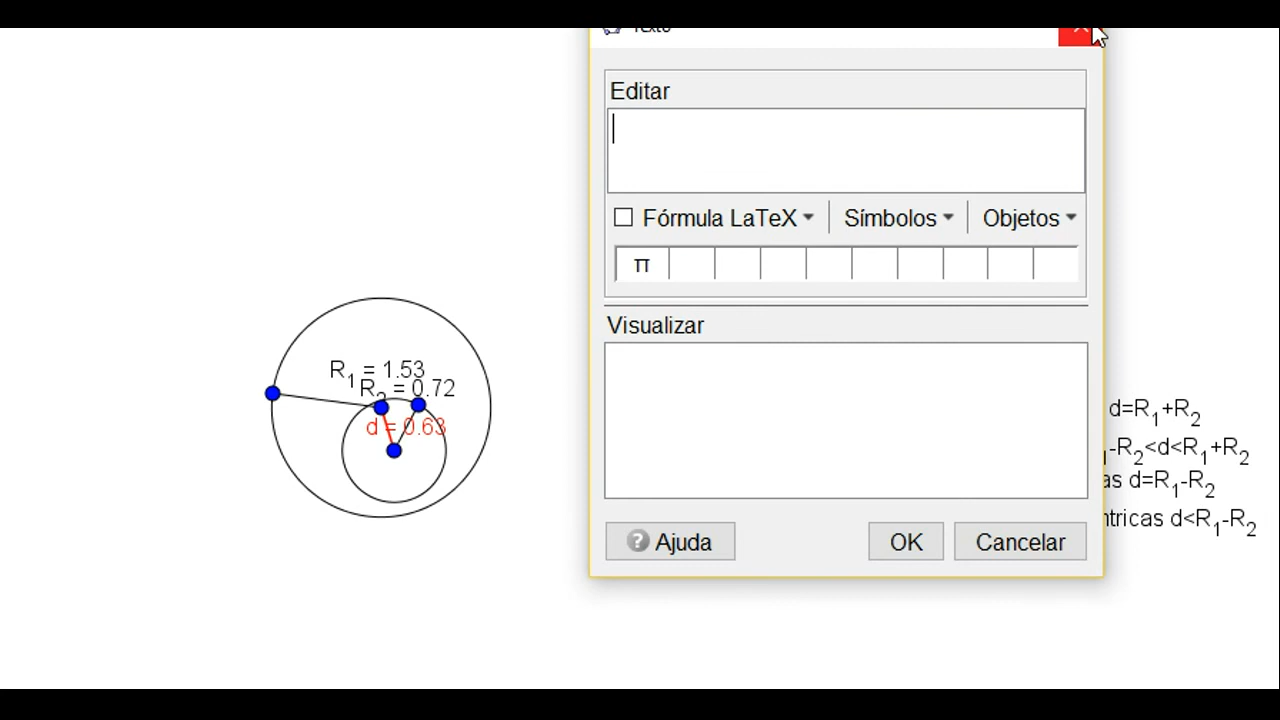 Texto
Editar
Fórmula LaTeX
Símbolos
Objetos
π
Visualizar
? Ajuda
OK
Cancelar
R₁ = 1.53
R₂ = 0.72
d = 0.63
d=R₁+R₂
₁-R₂<d<R₁+R₂
as d=R₁-R₂
ntricas d<R₁-R₂